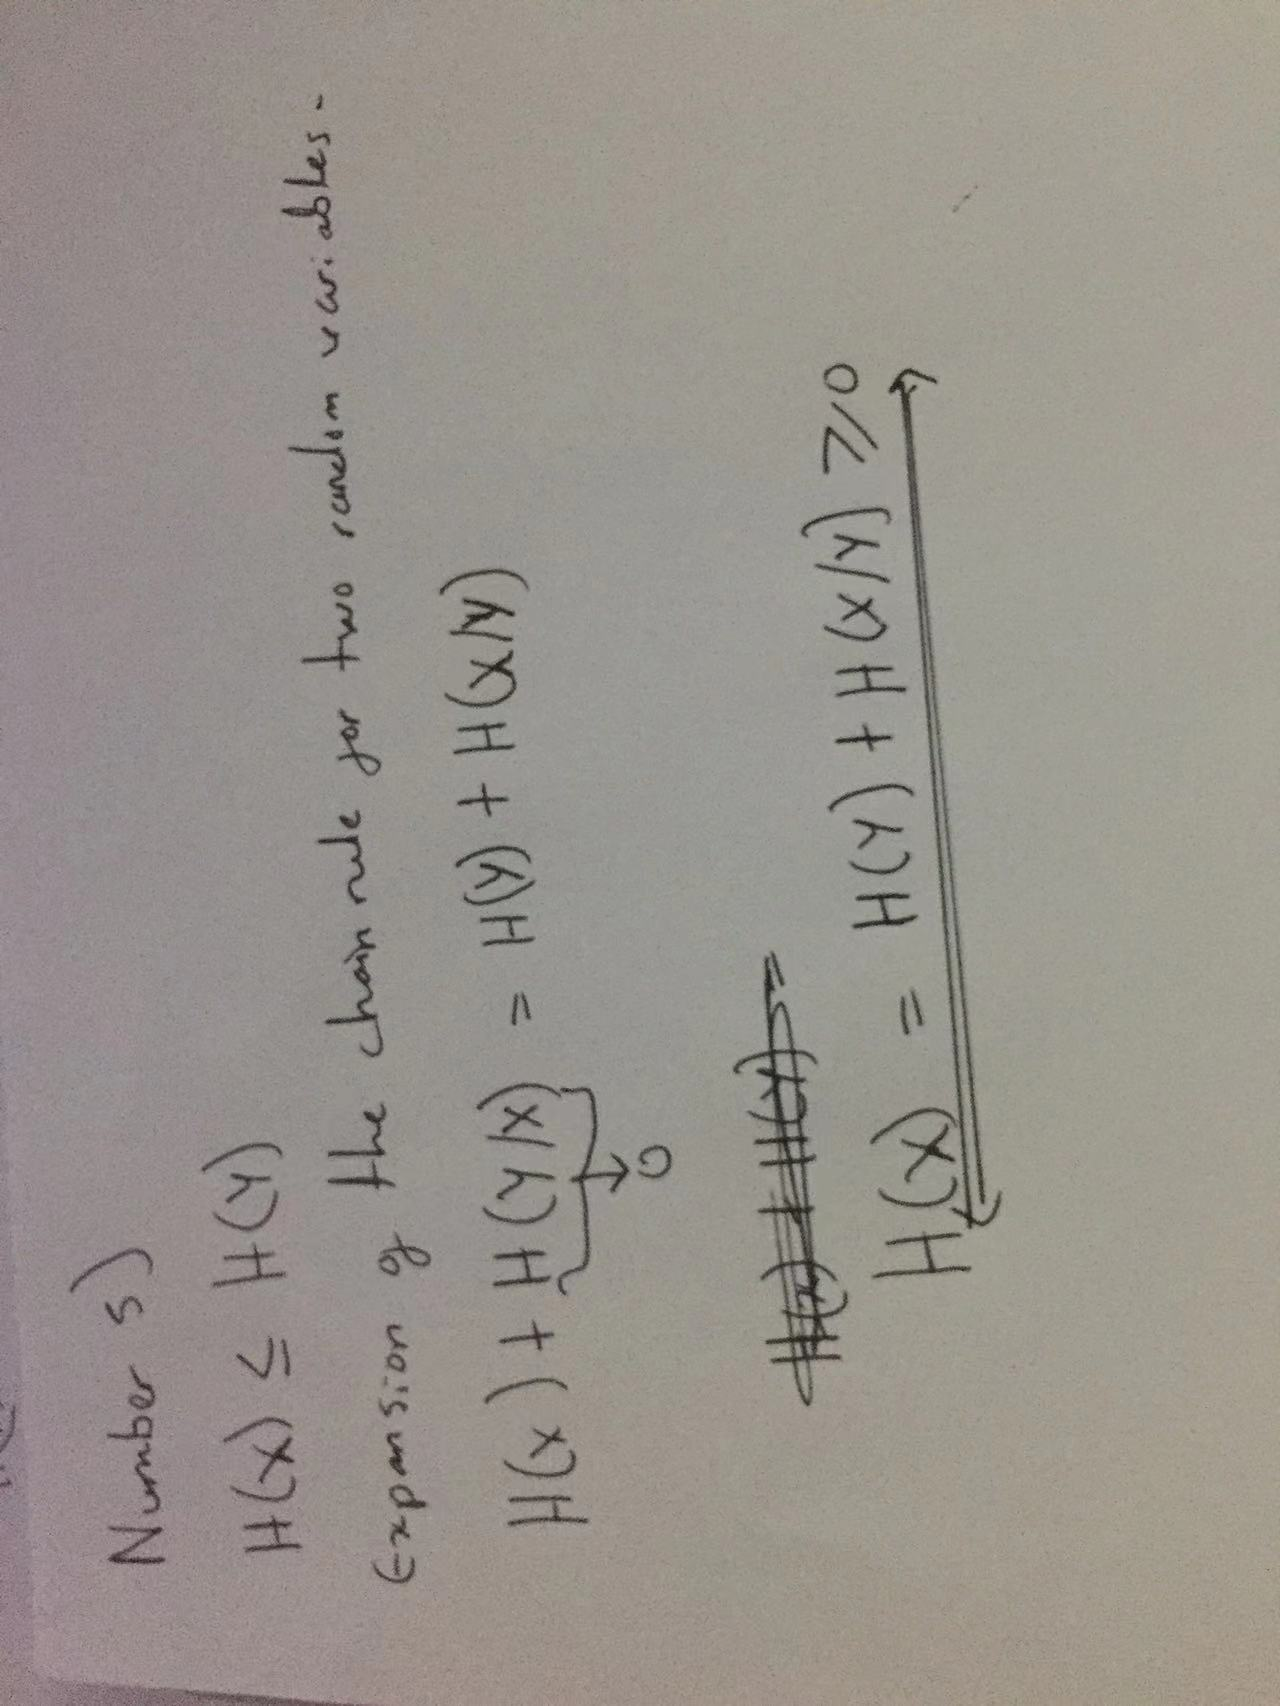 Number 5)
H(X) ≤ H(Y)
Expansion of the chain rule for two random variables.
H(X) + H(Y/X) = H(Y) + H(X/Y)
0
H(X) = H(Y) + H(X/Y) ≥ 0